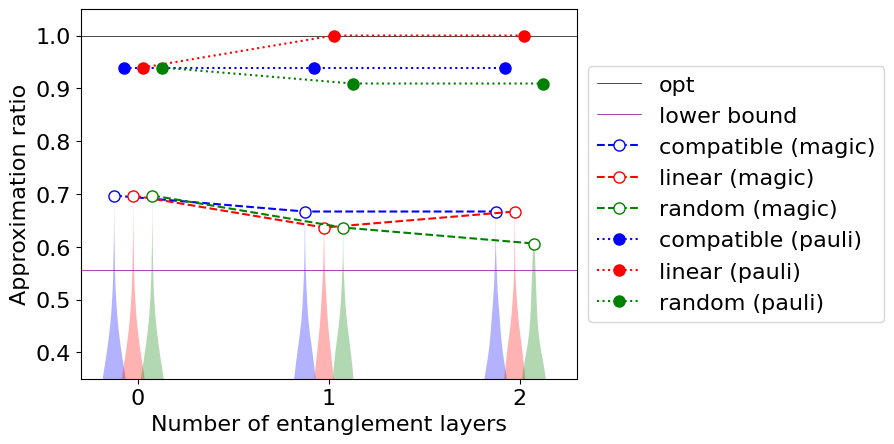 1.0
0.9
0.8
0.7
0.6
0.5
0.4
Approximation ratio
0 1 2
Number of entanglement layers
opt
lower bound
compatible (magic)
linear (magic)
random (magic)
compatible (pauli)
linear (pauli)
random (pauli)